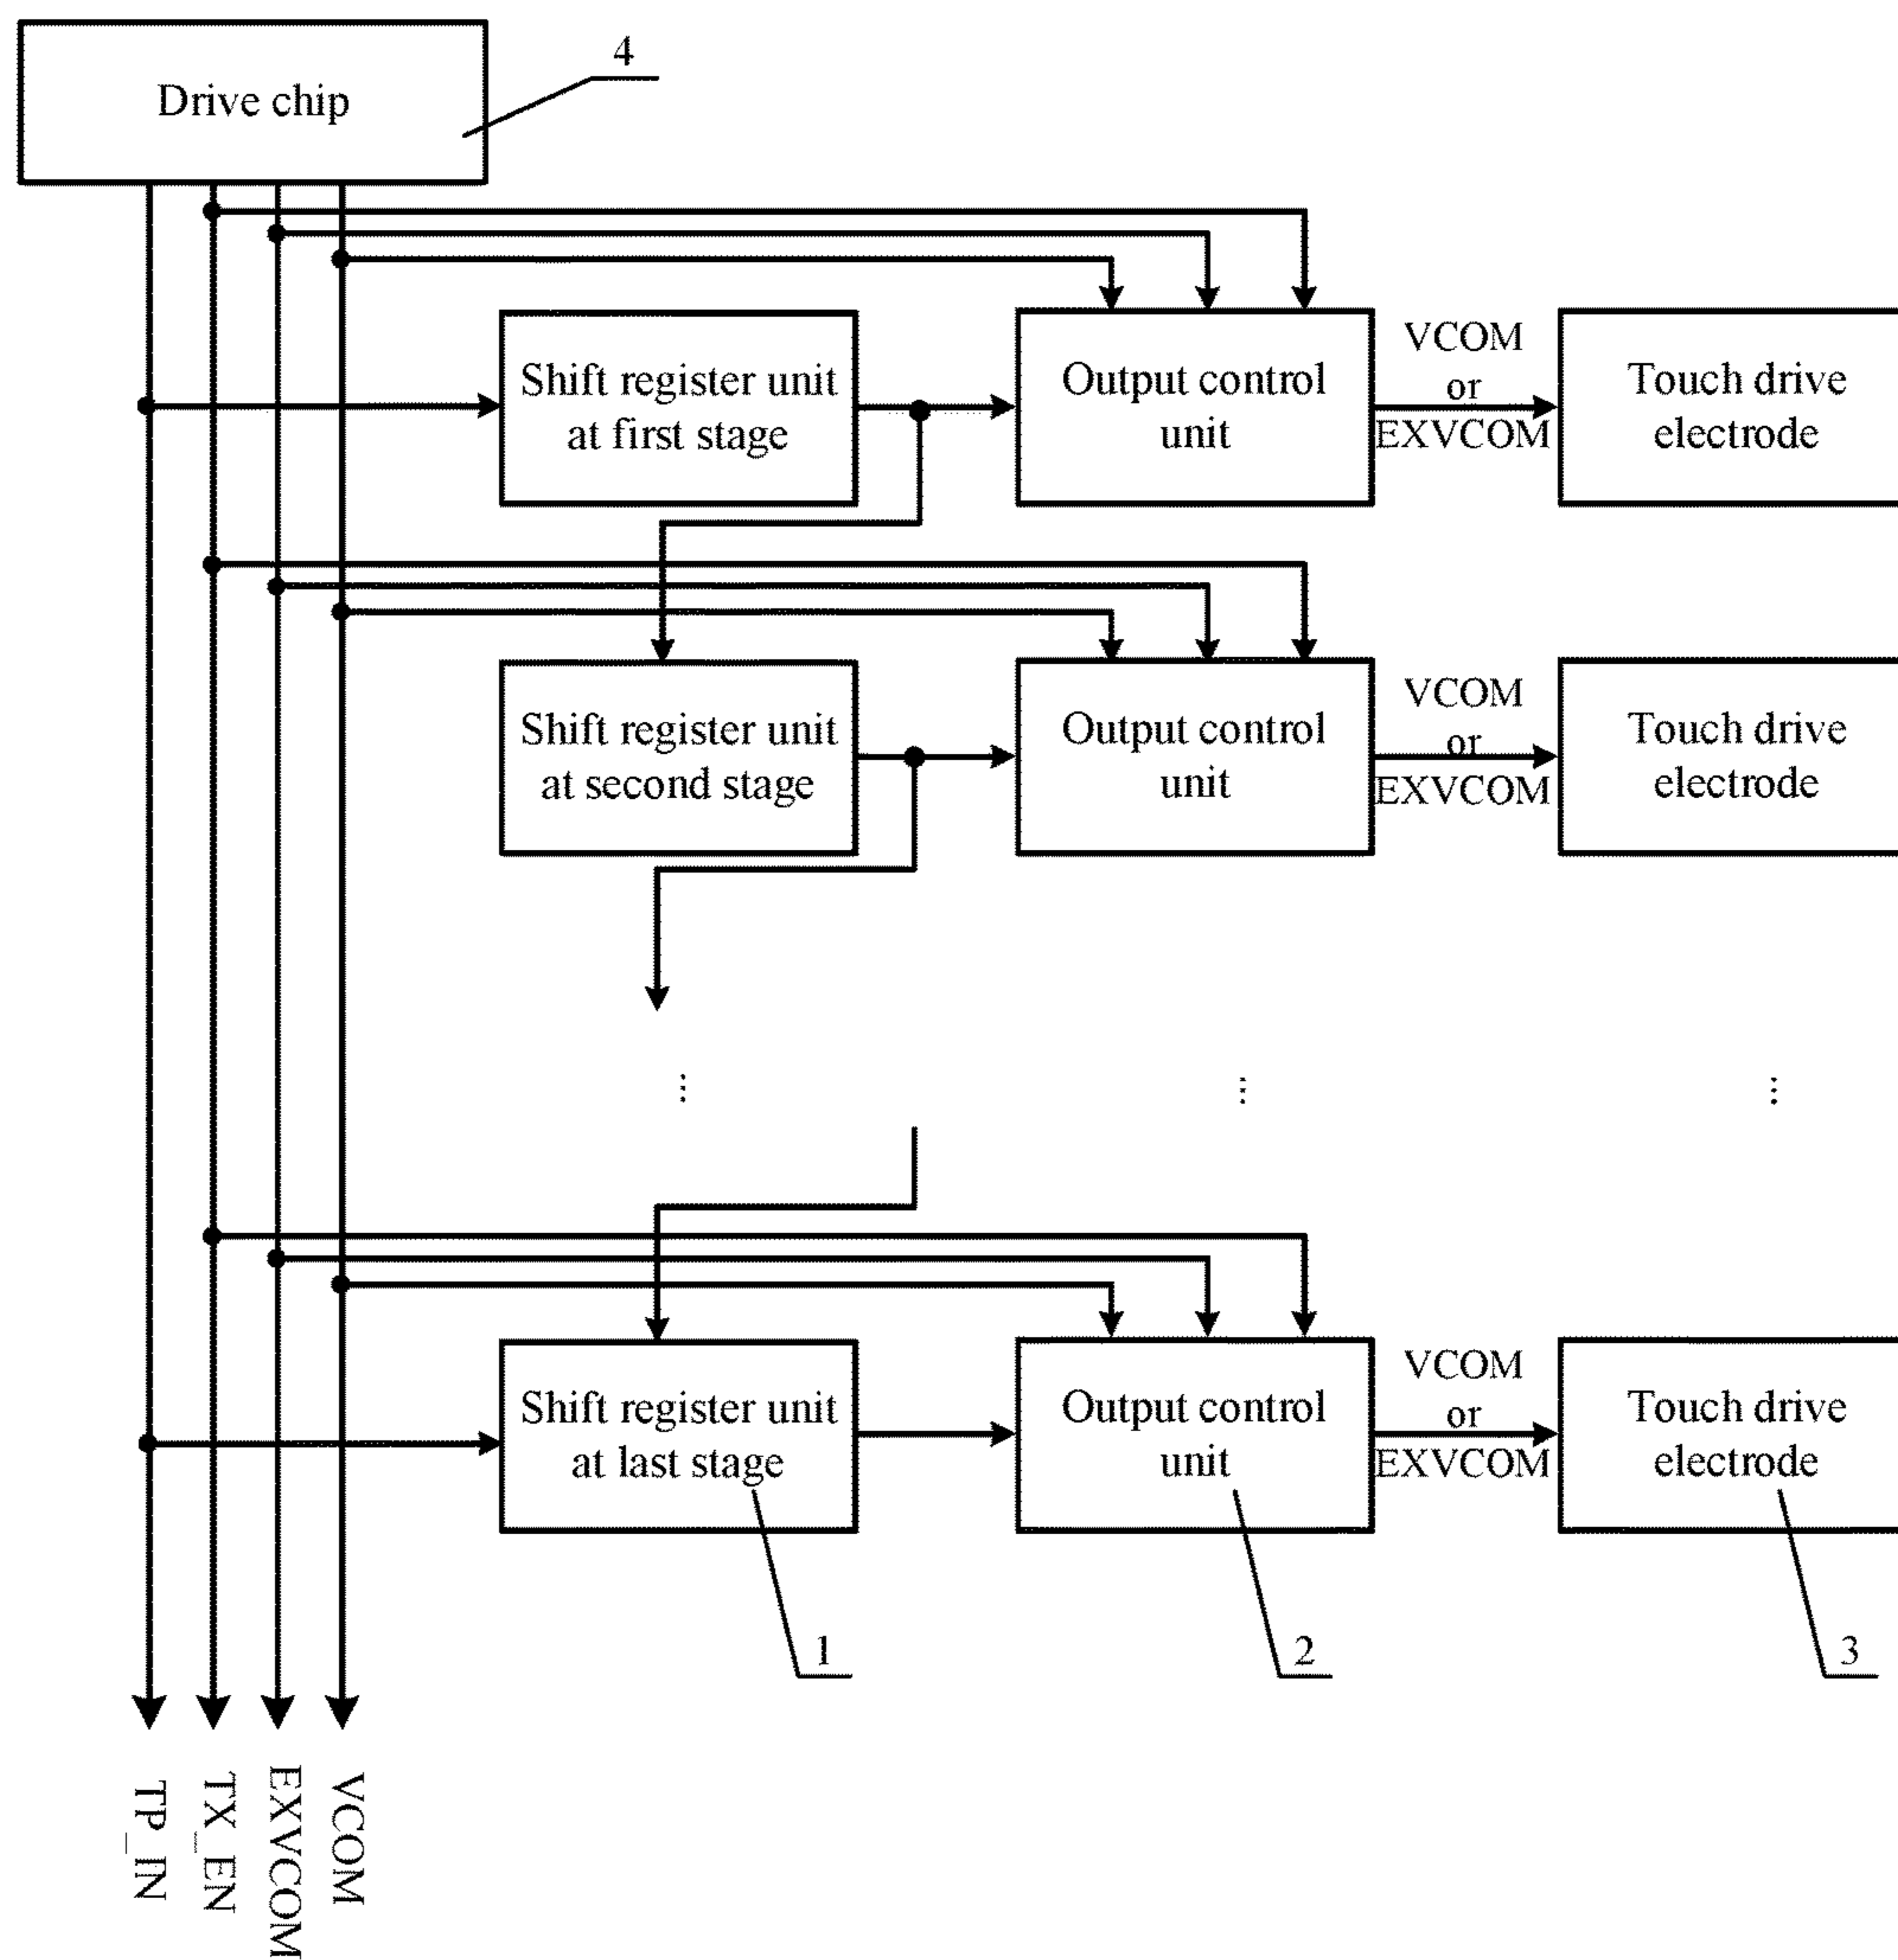 Drive chip
4
Shift register unit
at first stage
Output control
unit
VCOM
or
EXVCOM
Touch drive
electrode
Shift register unit
at second stage
Output control
unit
VCOM
or
EXVCOM
Touch drive
electrode
⋮
⋮
⋮
Shift register unit
at last stage
Output control
unit
VCOM
or
EXVCOM
Touch drive
electrode
1
2
3
TP_IN
TX_EN
EXVCOM
VCOM